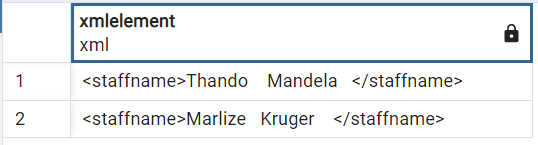 xmlelement
xml
1 <staffname>Thando    Mandela   </staffname>
2 <staffname>Marlize   Kruger    </staffname>